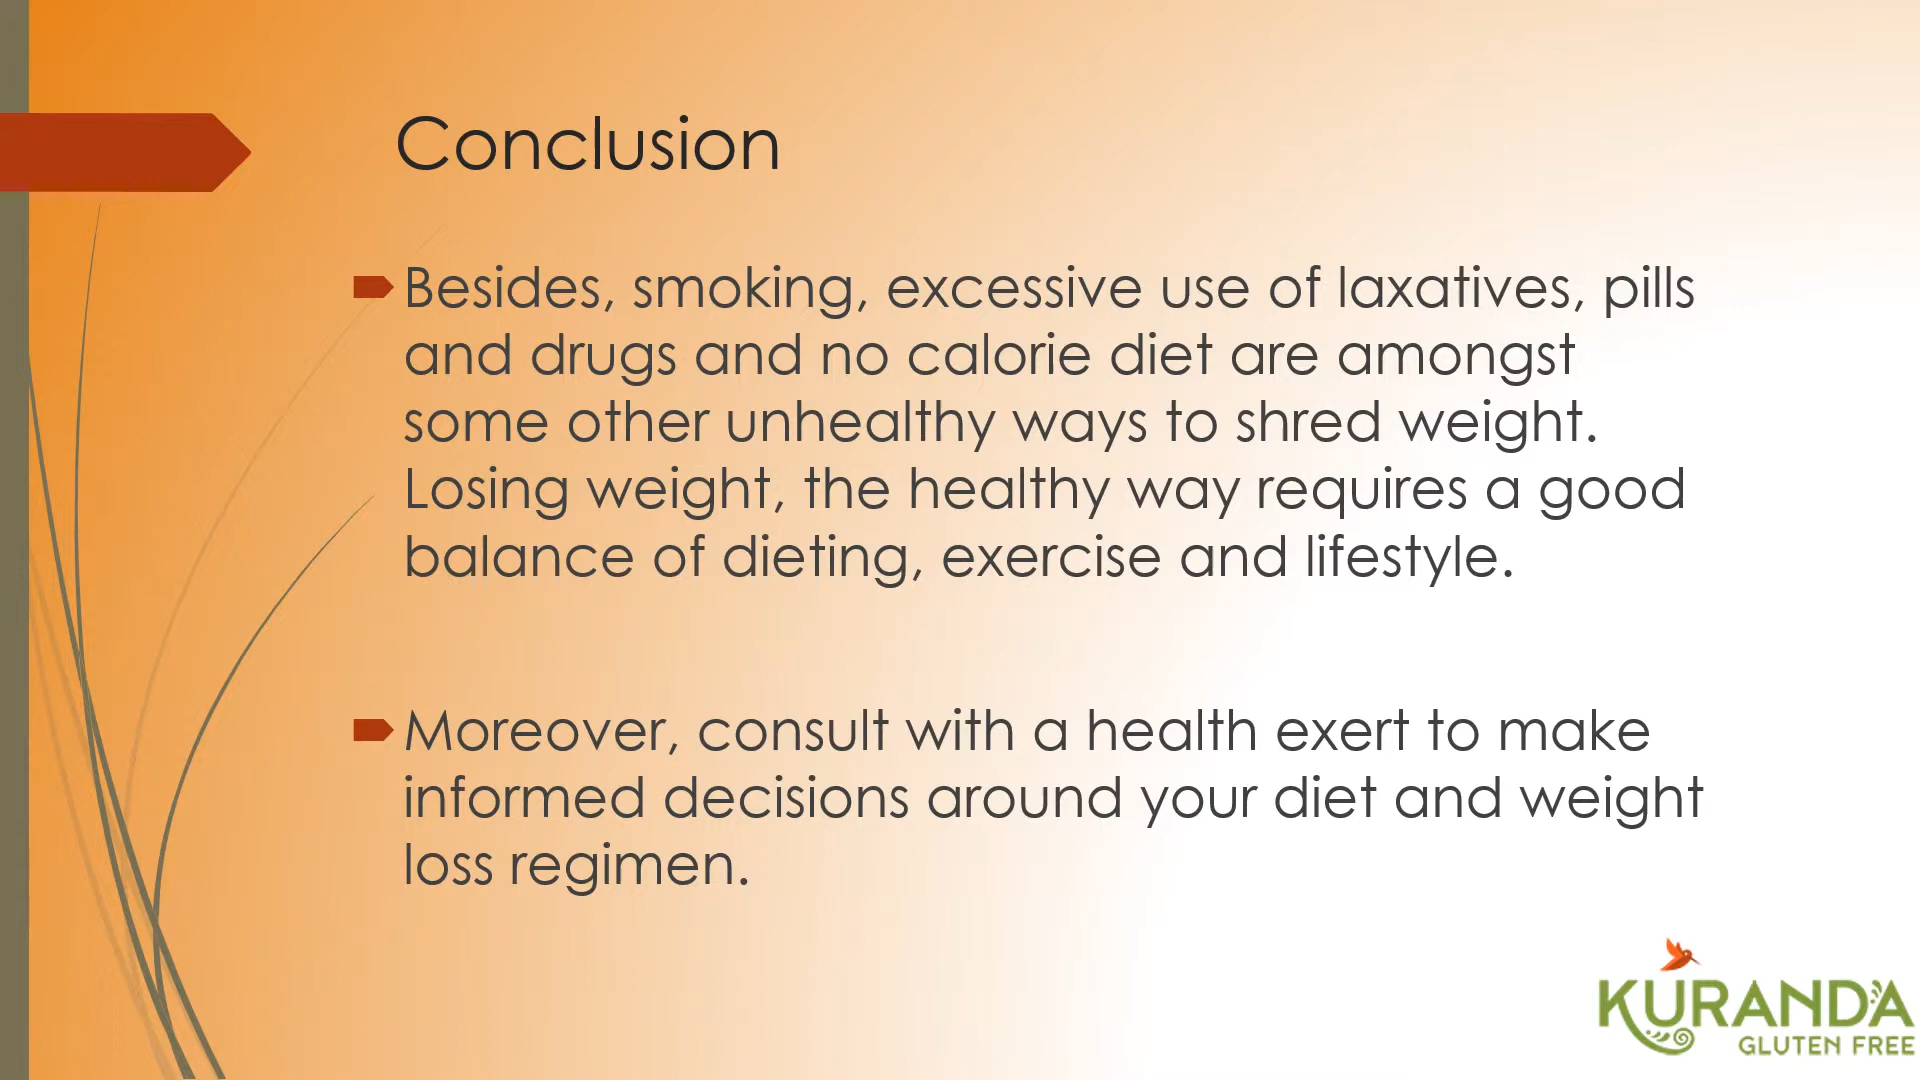 Conclusion
Besides, smoking, excessive use of laxatives, pills
and drugs and no calorie diet are amongst
some other unhealthy ways to shred weight.
Losing weight, the healthy way requires a good
balance of dieting, exercise and lifestyle.
Moreover, consult with a health exert to make
informed decisions around your diet and weight
loss regimen.
KURANDA
GLUTEN FREE